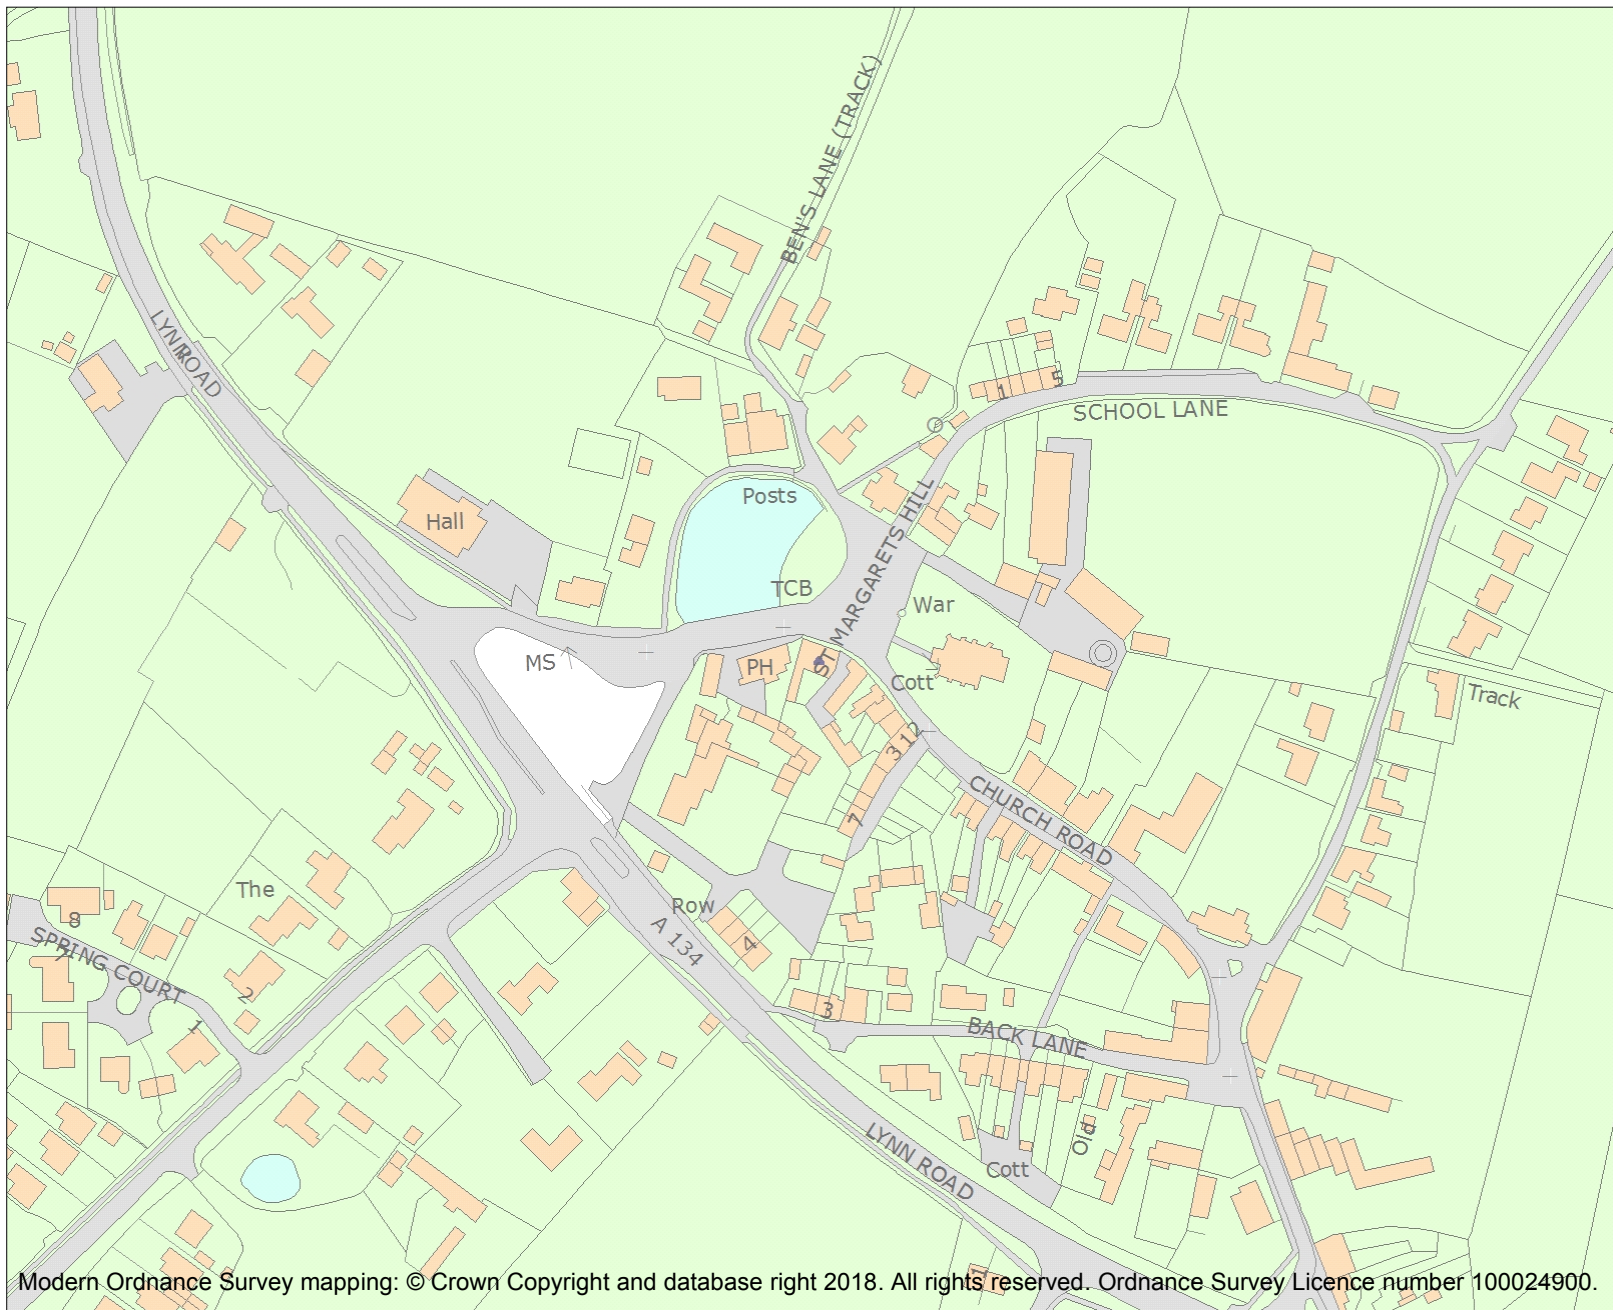 BEN'S LANE (TRACK)
LYNN ROAD
1
5
SCHOOL LANE
Posts
Hall
ST MARGARETS HILL
TCB
War
MS
PH
Cott
Track
3
12
7
CHURCH ROAD
The
8
Row
SPRING COURT
7
A 134
4
2
1
3
BACK LANE
Old
LYNN ROAD
Cott
1
Modern Ordnance Survey mapping: © Crown Copyright and database right 2018. All rights reserved. Ordnance Survey Licence number 100024900.